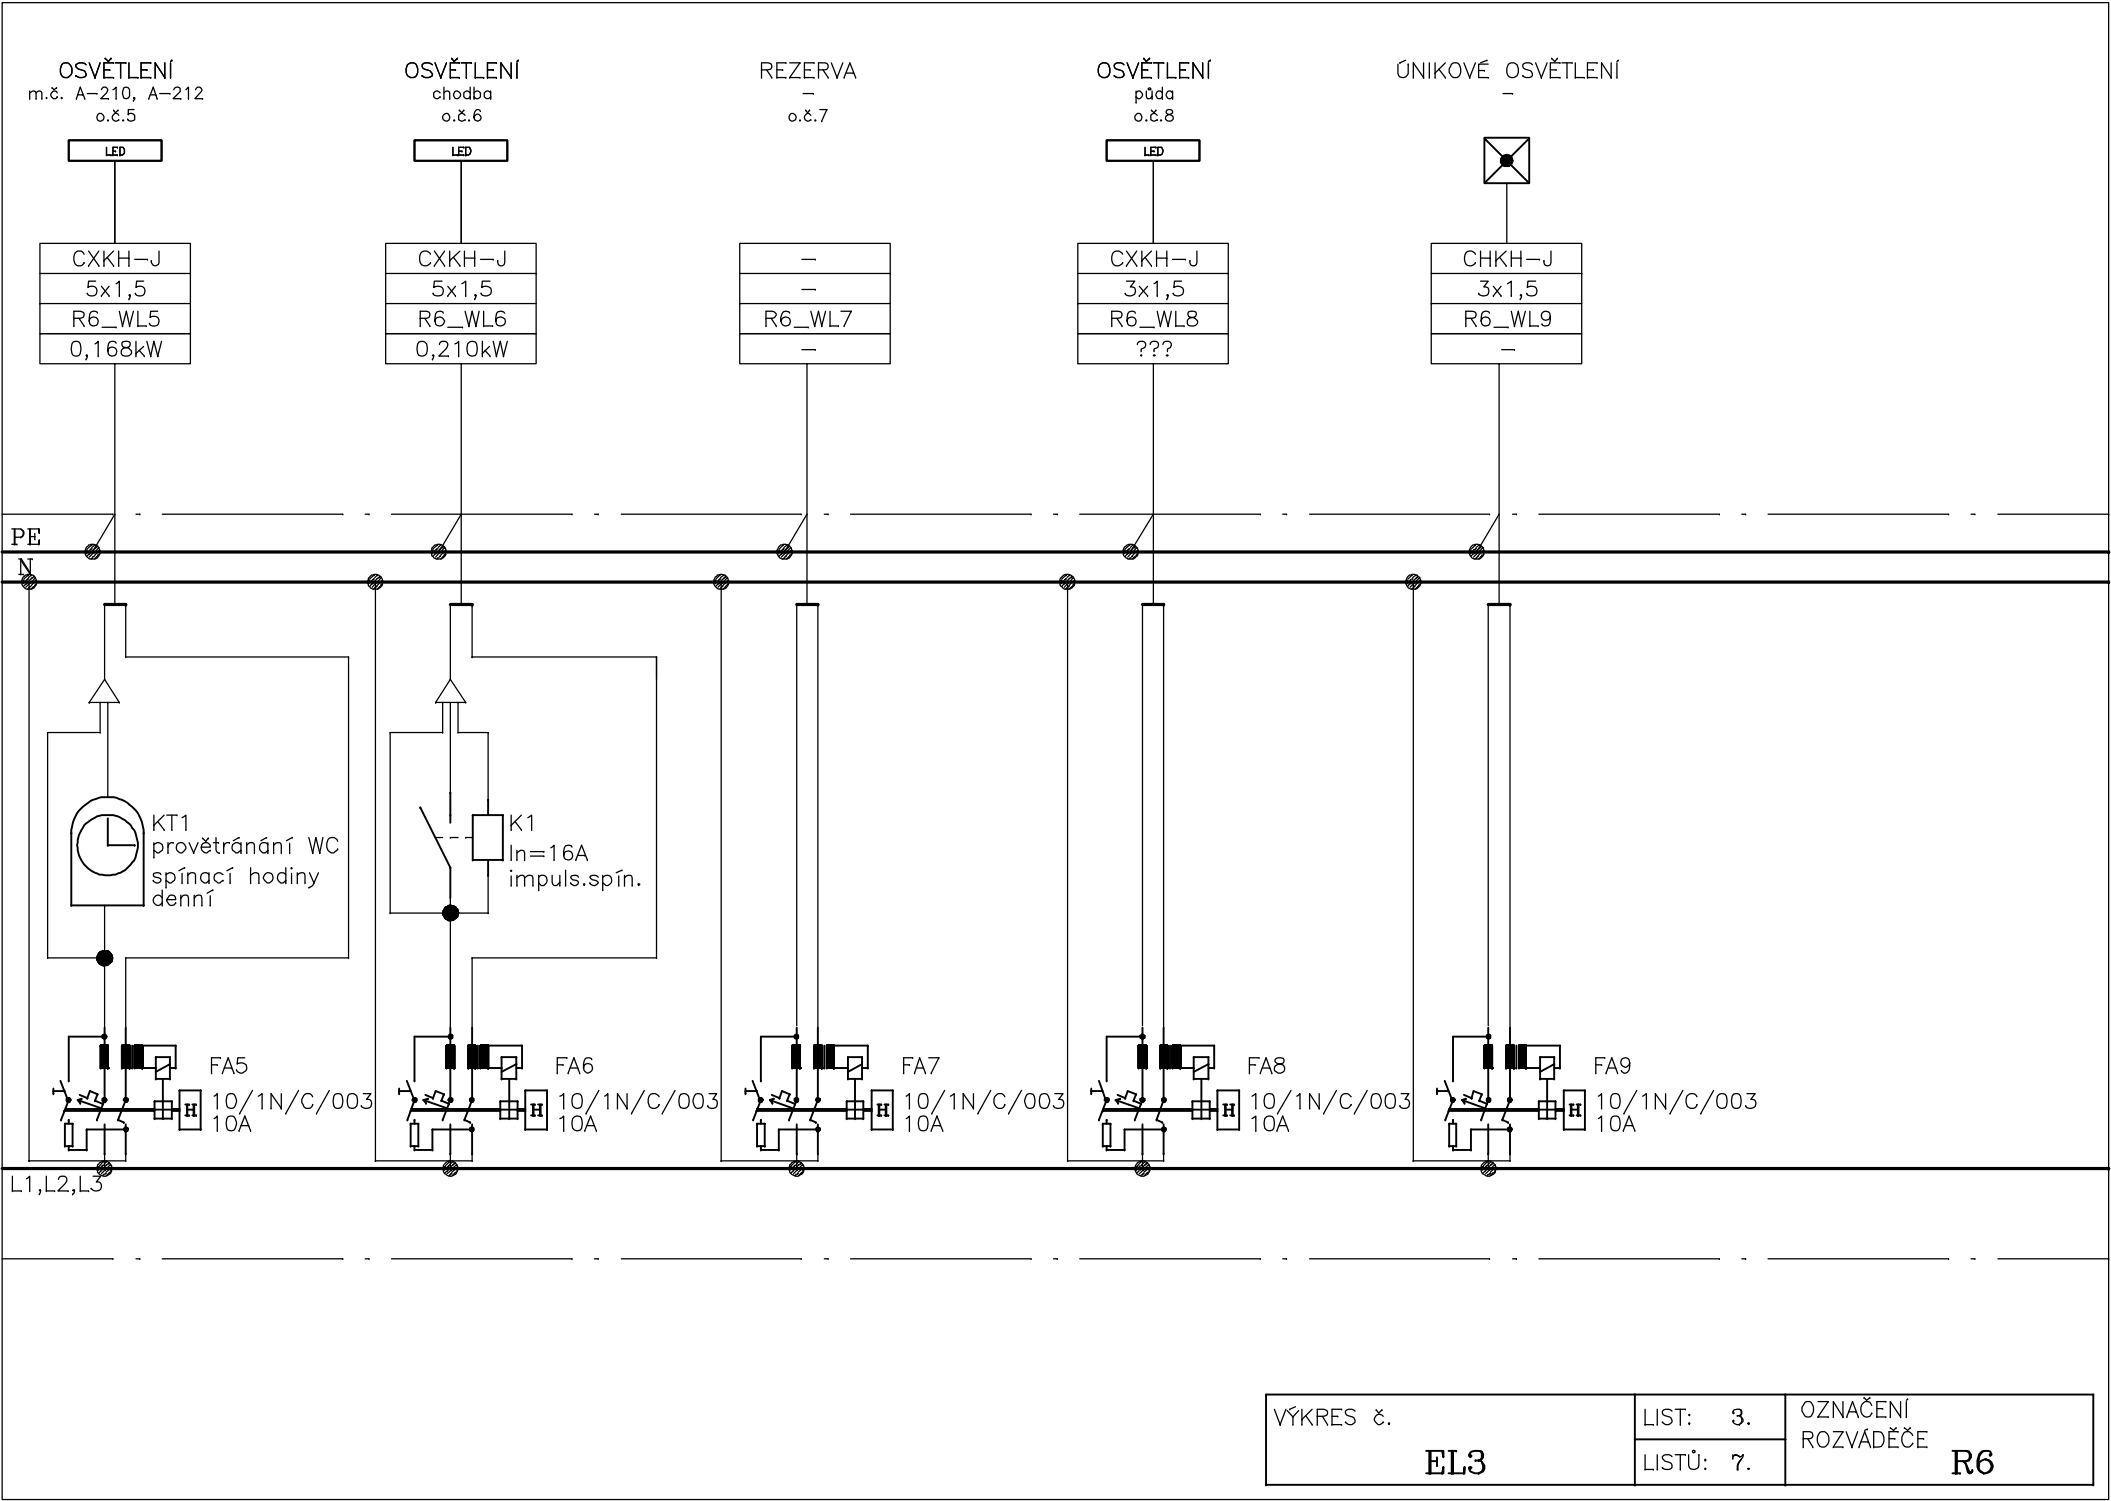 OSVĚTLENÍ
m.č. A-210, A-212
o.č.5
LED
CXKH-J
5x1,5
R6_WL5
0,168kW
OSVĚTLENÍ
chodba
o.č.6
LED
CXKH-J
5x1,5
R6_WL6
0,210kW
REZERVA
-
o.č.7
-
-
R6_WL7
-
OSVĚTLENÍ
půda
o.č.8
LED
CXKH-J
3x1,5
R6_WL8
???
ÚNIKOVÉ OSVĚTLENÍ
-
CHKH-J
3x1,5
R6_WL9
-
PE
N
KT1
provětránání WC
spínací hodiny
denní
K1
In=16A
impuls.spín.
FA5
10/1N/C/003
10A
H
FA6
10/1N/C/003
10A
H
FA7
10/1N/C/003
10A
H
FA8
10/1N/C/003
10A
H
FA9
10/1N/C/003
10A
H
L1,L2,L3
VÝKRES č.
EL3
LIST: 3.
LISTŮ: 7.
OZNAČENÍ
ROZVÁDĚČE
R6